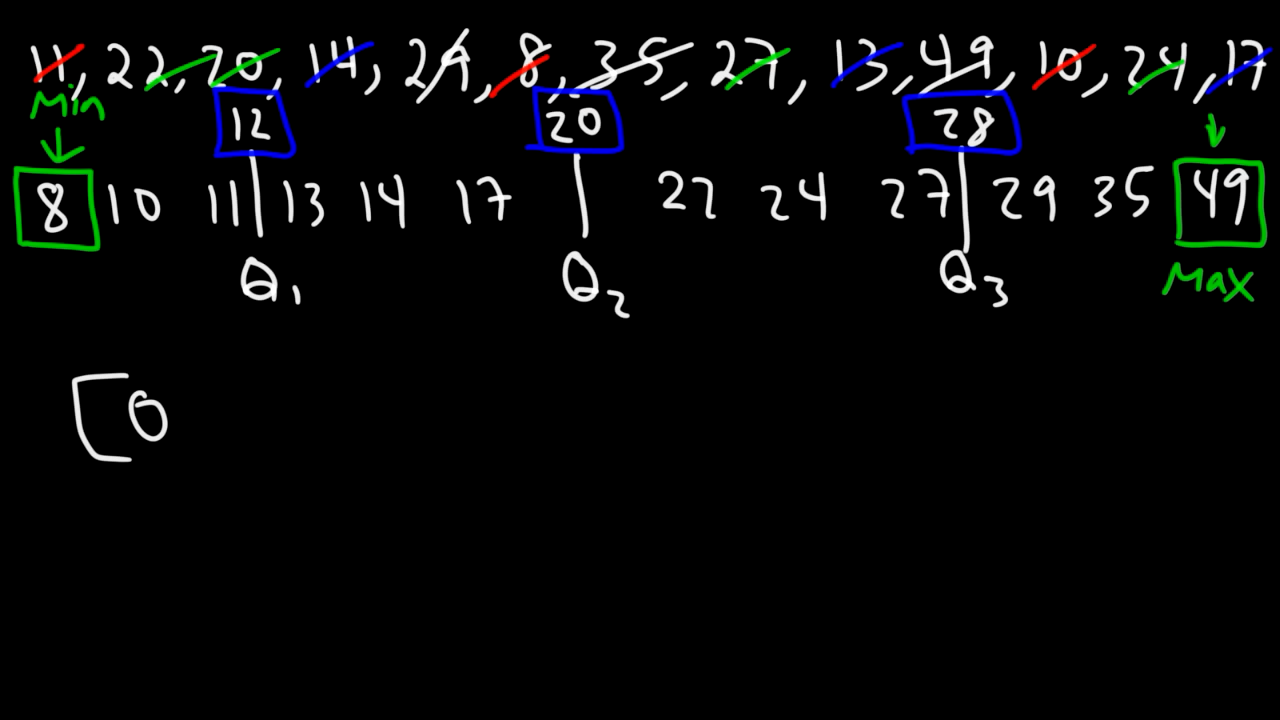 11, 22, 20, 14, 29, 8, 35, 27, 13, 49, 10, 24, 17
Min 12 20 28
8 10 11 13 14 17 22 24 27 29 35 49
Q1 Q2 Q3 Max
[0